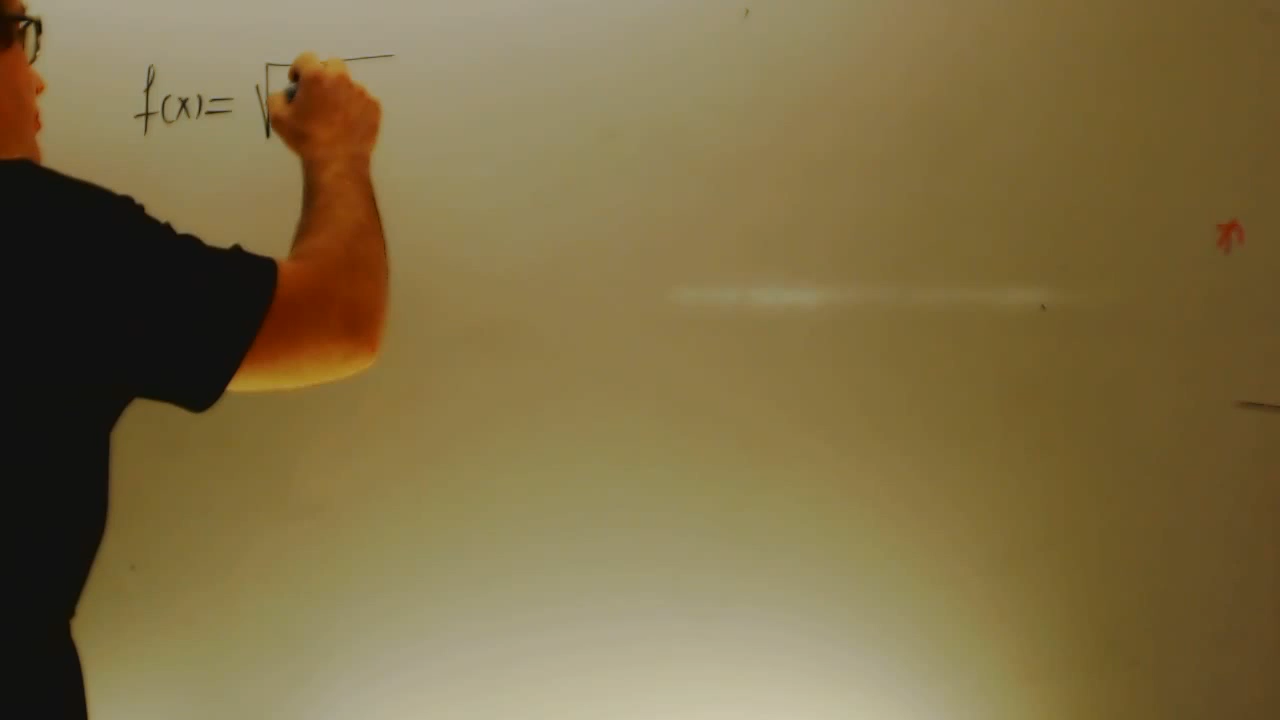 f(x)= √